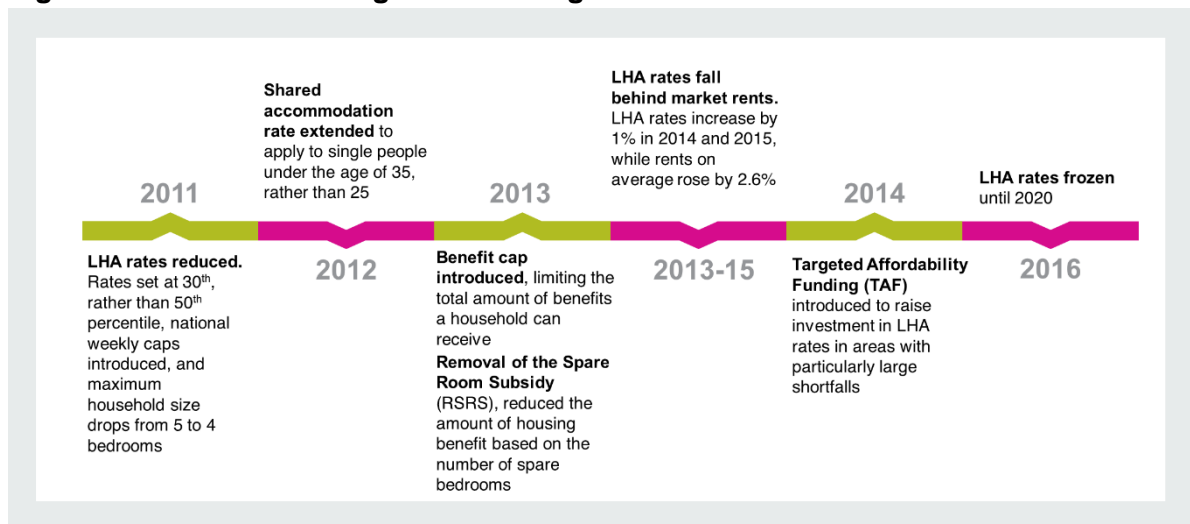 2011
LHA rates reduced.
Rates set at 30th,
rather than 50th
percentile, national
weekly caps
introduced, and
maximum
household size
drops from 5 to 4
bedrooms
Shared
accommodation
rate extended to
apply to single people
under the age of 35,
rather than 25
2012
2013
Benefit cap
introduced, limiting the
total amount of benefits
a household can
receive
Removal of the Spare
Room Subsidy
(RSRS), reduced the
amount of housing
benefit based on the
number of spare
bedrooms
LHA rates fall
behind market rents.
LHA rates increase by
1% in 2014 and 2015,
while rents on
average rose by 2.6%
2013-15
2014
Targeted Affordability
Funding (TAF)
introduced to raise
investment in LHA
rates in areas with
particularly large
shortfalls
LHA rates frozen
until 2020
2016